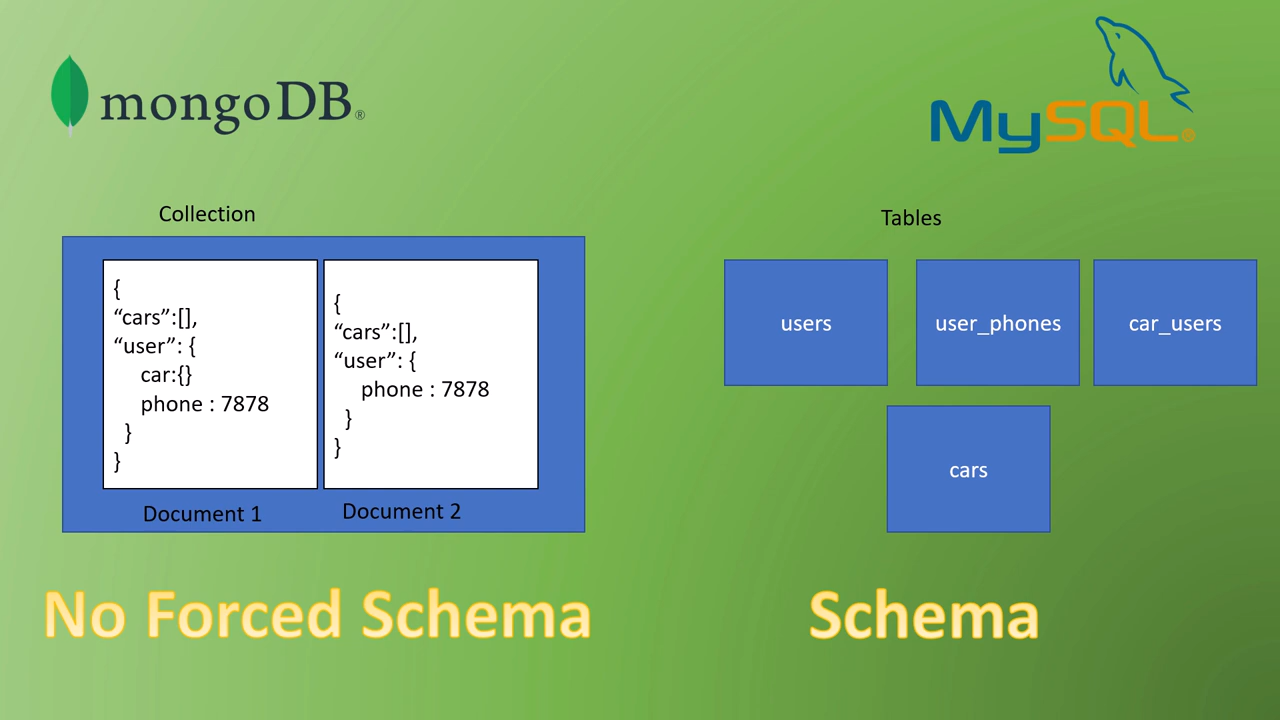 mongoDB®
MySQL®
Collection
{
“cars”:[],
“user”: {
car:{}
phone : 7878
}
}
Document 1
{
“cars”:[],
“user”: {
phone : 7878
}
}
Document 2
No Forced Schema
Tables
users
user_phones
car_users
cars
Schema